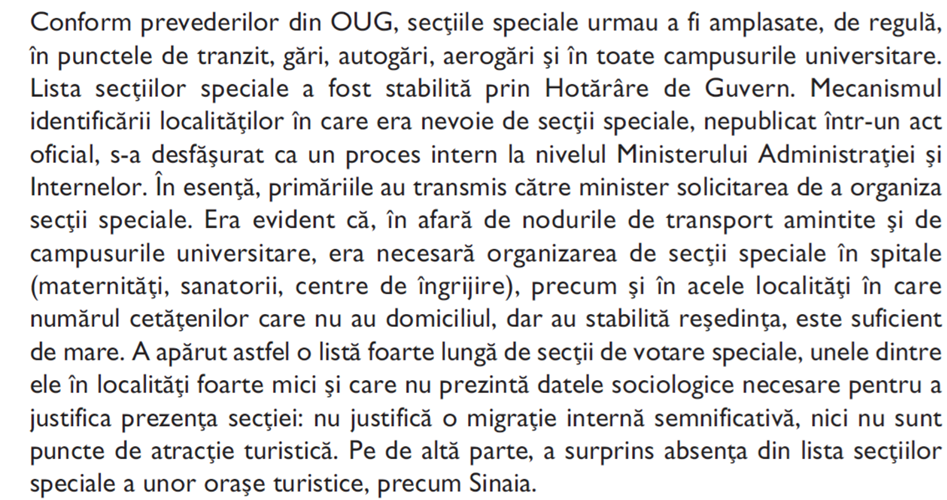 Conform prevederilor din OUG, secţiile speciale urmau a fi amplasate, de regulă,
în punctele de tranzit, gări, autogări, aerogări şi în toate campusurile universitare.
Lista secţiilor speciale a fost stabilită prin Hotărâre de Guvern. Mecanismul
identificării localităţilor în care era nevoie de secţii speciale, nepublicat într-un act
oficial, s-a desfăşurat ca un proces intern la nivelul Ministerului Administraţiei şi
Internelor. În esenţă, primăriile au transmis către minister solicitarea de a organiza
secţii speciale. Era evident că, în afară de nodurile de transport amintite şi de
campusurile universitare, era necesară organizarea de secţii speciale în spitale
(maternităţi, sanatorii, centre de îngrijire), precum şi în acele localităţi în care
numărul cetăţenilor care nu au domiciliul, dar au stabilită reşedinţa, este suficient
de mare. A apărut astfel o listă foarte lungă de secţii de votare speciale, unele dintre
ele în localităţi foarte mici şi care nu prezintă datele sociologice necesare pentru a
justifica prezenţa secţiei: nu justifică o migraţie internă semnificativă, nici nu sunt
puncte de atracţie turistică. Pe de altă parte, a surprins absenţa din lista secţiilor
speciale a unor oraşe turistice, precum Sinaia.